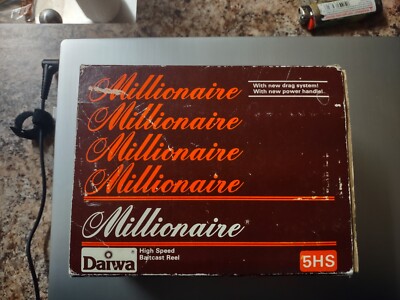 Millionaire
With new drag system!
With new power handle!
Millionaire
Millionaire
Millionaire
Millionaire®
Daiwa®
High Speed
Baitcast Reel
5HS